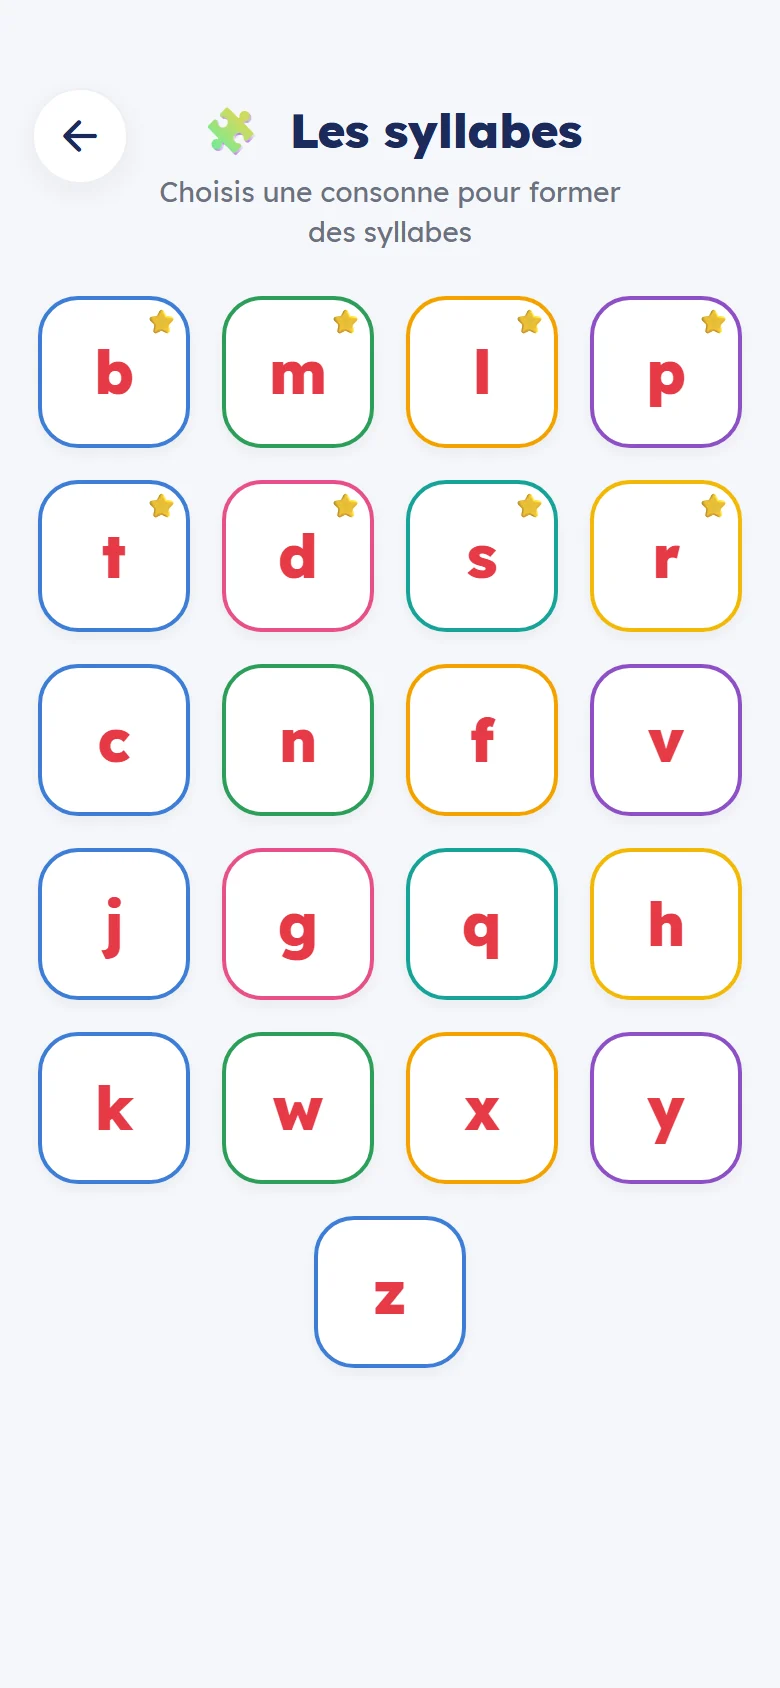 Les syllabes
Choisis une consonne pour former
des syllabes
b m l p
t d s r
c n f v
j g q h
k w x y
z